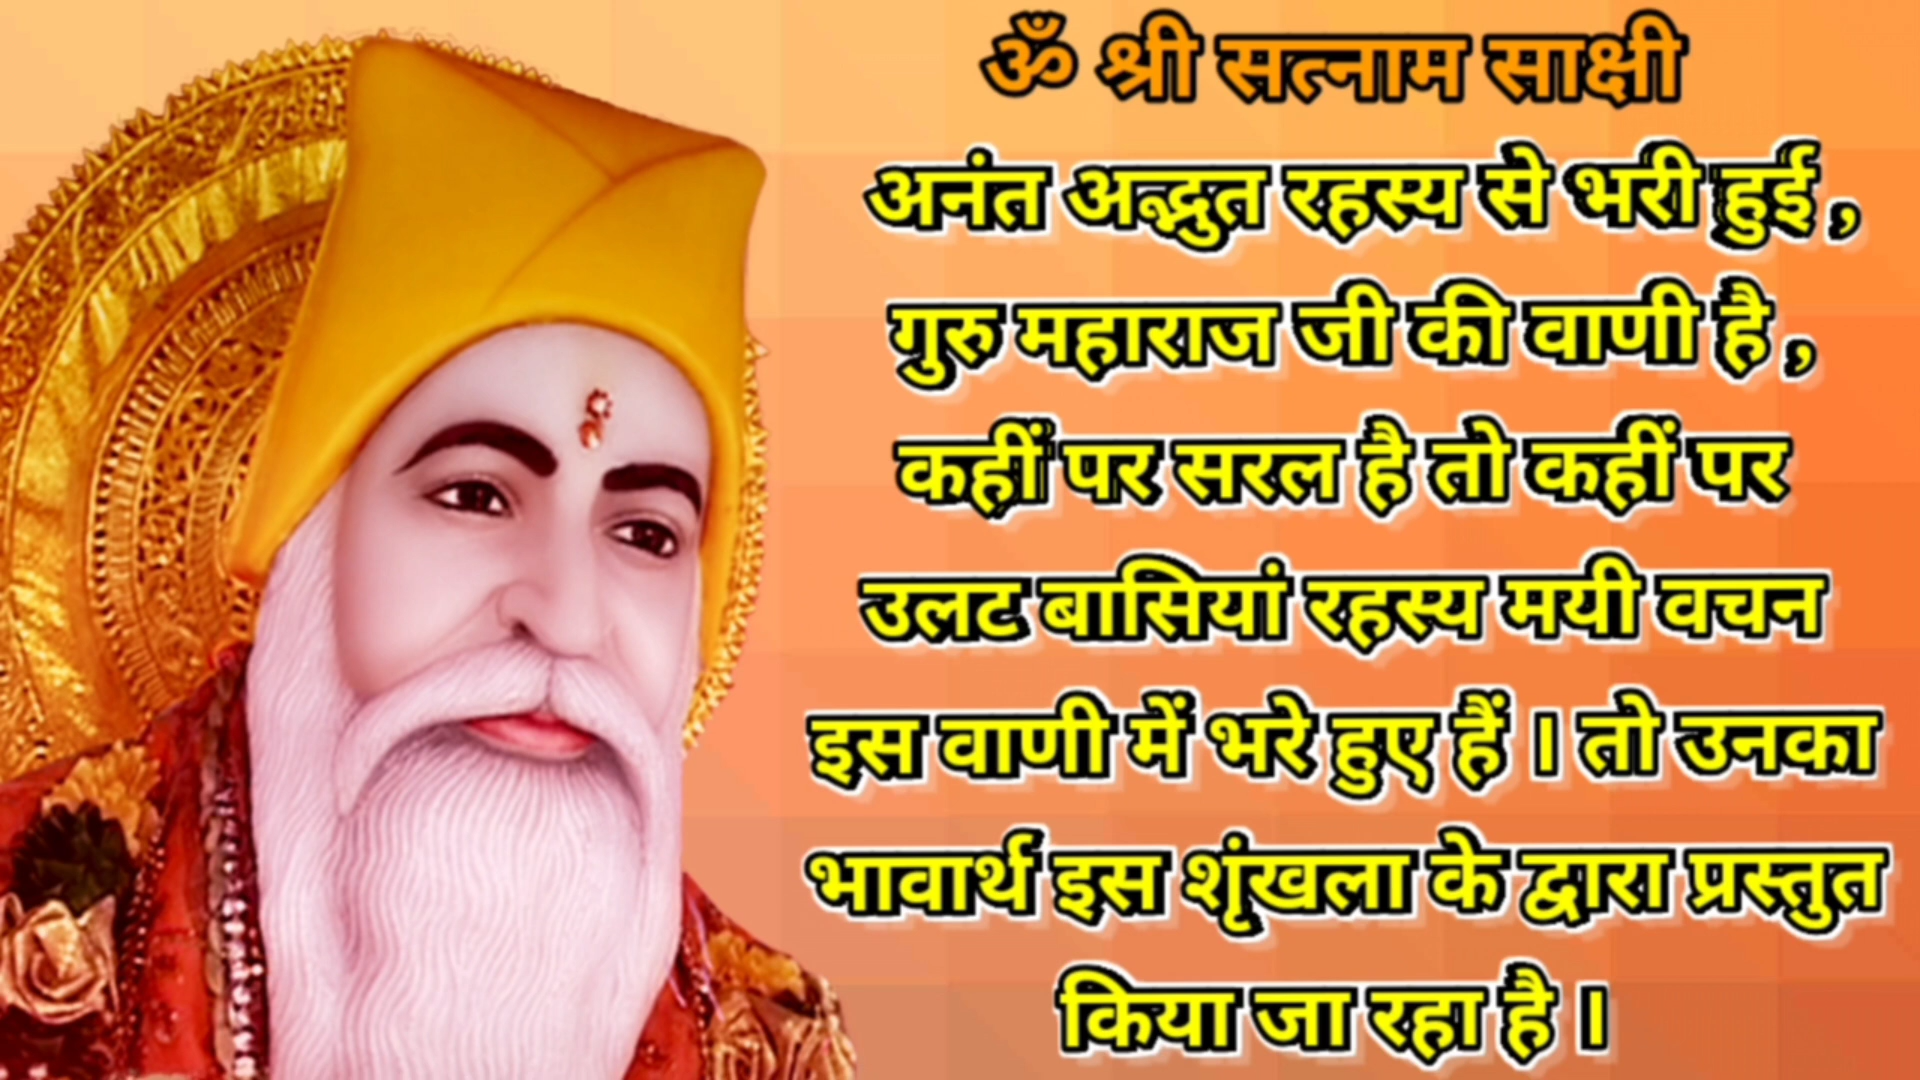 ॐ श्री सत्नाम साक्षी
अनंत अद्भुत रहस्य से भरी हुई ,
गुरु महाराज जी की वाणी है ,
कहीं पर सरल है तो कहीं पर
उलट बासियां रहस्य मयी वचन
इस वाणी में भरे हुए हैं । तो उनका
भावार्थ इस शृंखला के द्वारा प्रस्तुत
किया जा रहा है ।